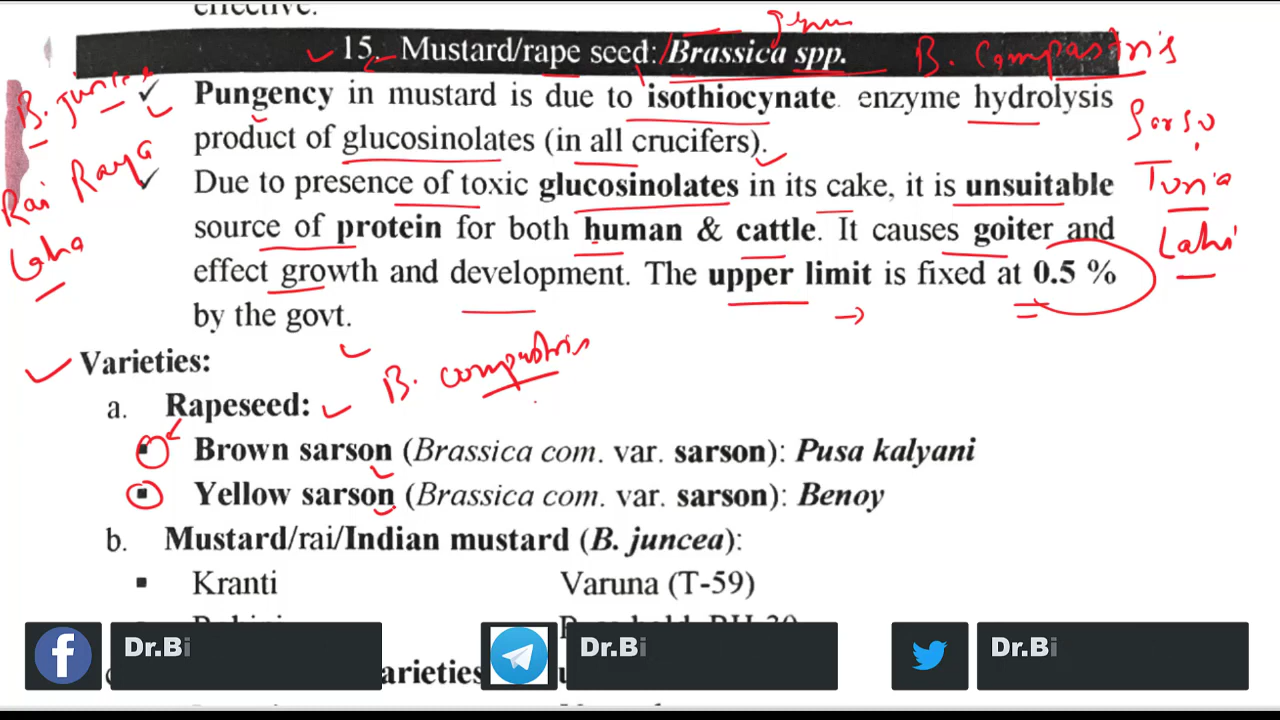 15. Mustard/rape seed: Brassica spp.
B. Compastris
B. juncea
Pungency in mustard is due to isothiocynate enzyme hydrolysis
product of glucosinolates (in all crucifers).
Sarso
Toria
Lahi
Rai Raya
Laha
Due to presence of toxic glucosinolates in its cake, it is unsuitable
source of protein for both human & cattle. It causes goiter and
effect growth and development. The upper limit is fixed at 0.5 %
by the govt.
Varieties:
B. compastris
a. Rapeseed:
Brown sarson (Brassica com. var. sarson): Pusa kalyani
Yellow sarson (Brassica com. var. sarson): Benoy
b. Mustard/rai/Indian mustard (B. juncea):
Kranti Varuna (T-59)
Dr.Bi Dr.Bi Dr.Bi
arieties